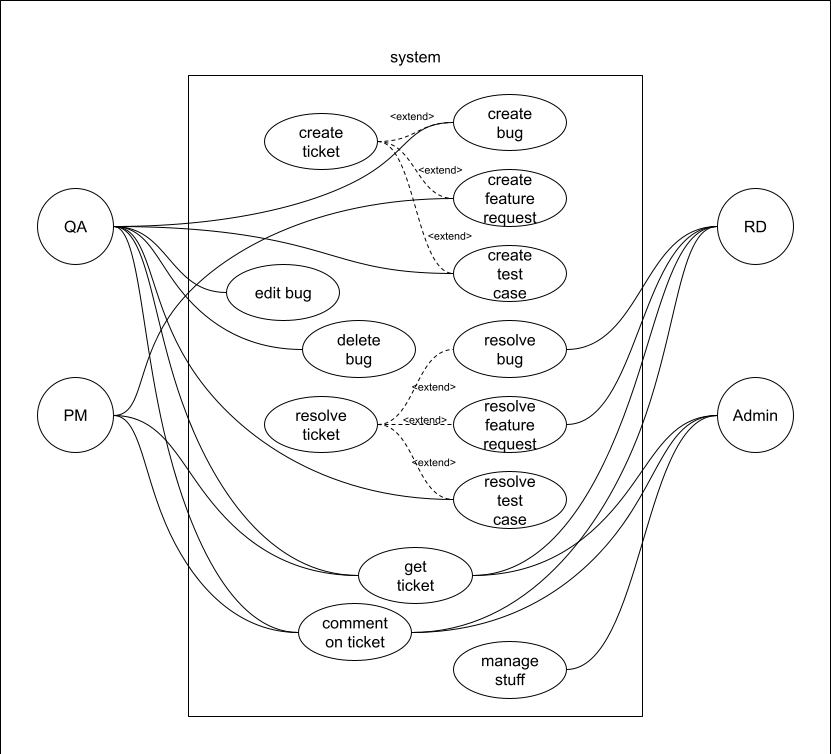 system
<extend>
create
bug
create
ticket
<extend>
create
feature
request
QA
RD
<extend>
create
test
case
edit bug
delete
bug
resolve
bug
<extend>
PM
resolve
ticket
<extend>
resolve
feature
request
Admin
<extend>
resolve
test
case
get
ticket
comment
on ticket
manage
stuff